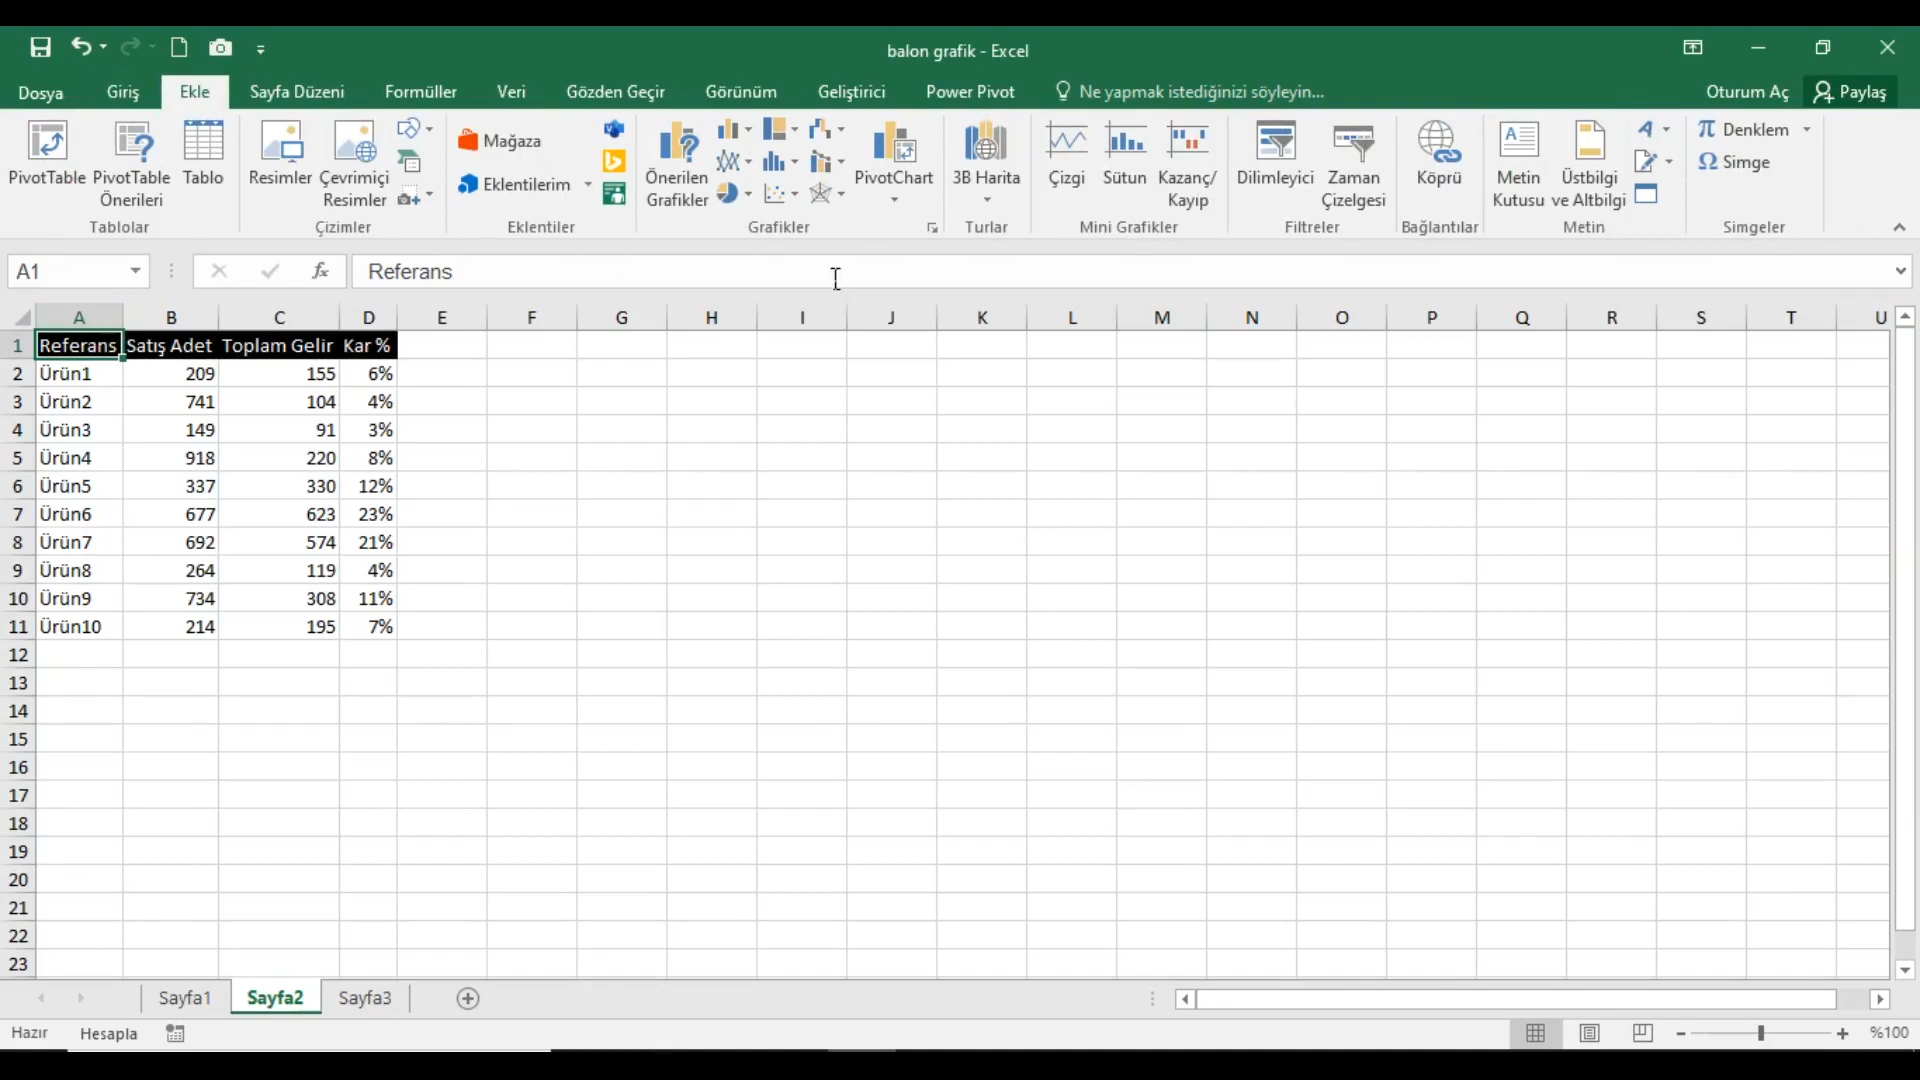 balon grafik - Excel
Dosya Giriş Ekle Sayfa Düzeni Formüller Veri Gözden Geçir Görünüm Geliştirici Power Pivot Ne yapmak istediğinizi söyleyin... Oturum Aç Paylaş
PivotTable PivotTable Önerileri Tablo
Tablolar
Resimler Çevrimiçi Resimler
Çizimler
Mağaza
Eklentilerim
Eklentiler
Önerilen Grafikler PivotChart
Grafikler
3B Harita
Turlar
Çizgi Sütun Kazanç/ Kayıp
Mini Grafikler
Dilimleyici Zaman Çizelgesi
Filtreler
Köprü
Bağlantılar
Metin Kutusu Üstbilgi ve Altbilgi
Metin
π Denklem
Ω Simge
Simgeler
A1 fx Referans
A B C D E F G H I J K L M N O P Q R S T U
1 Referans Satış Adet Toplam Gelir Kar %
2 Ürün1 209 155 6%
3 Ürün2 741 104 4%
4 Ürün3 149 91 3%
5 Ürün4 918 220 8%
6 Ürün5 337 330 12%
7 Ürün6 677 623 23%
8 Ürün7 692 574 21%
9 Ürün8 264 119 4%
10 Ürün9 734 308 11%
11 Ürün10 214 195 7%
12
13
14
15
16
17
18
19
20
21
22
23
Sayfa1 Sayfa2 Sayfa3
Hazır Hesapla %100